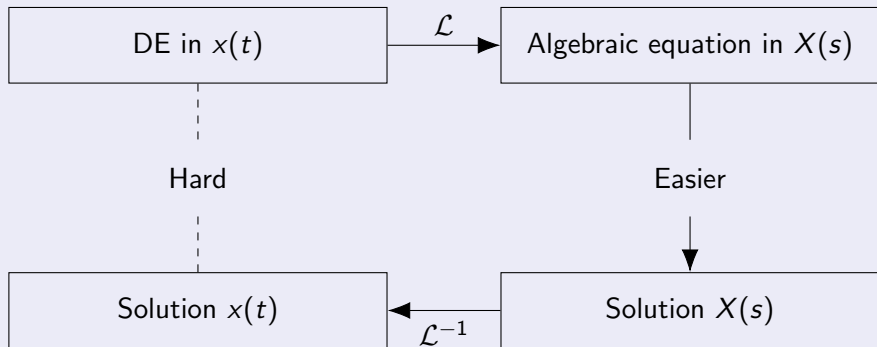 DE in x(t)
ℒ
Algebraic equation in X(s)
Hard
Easier
Solution x(t)
ℒ⁻¹
Solution X(s)